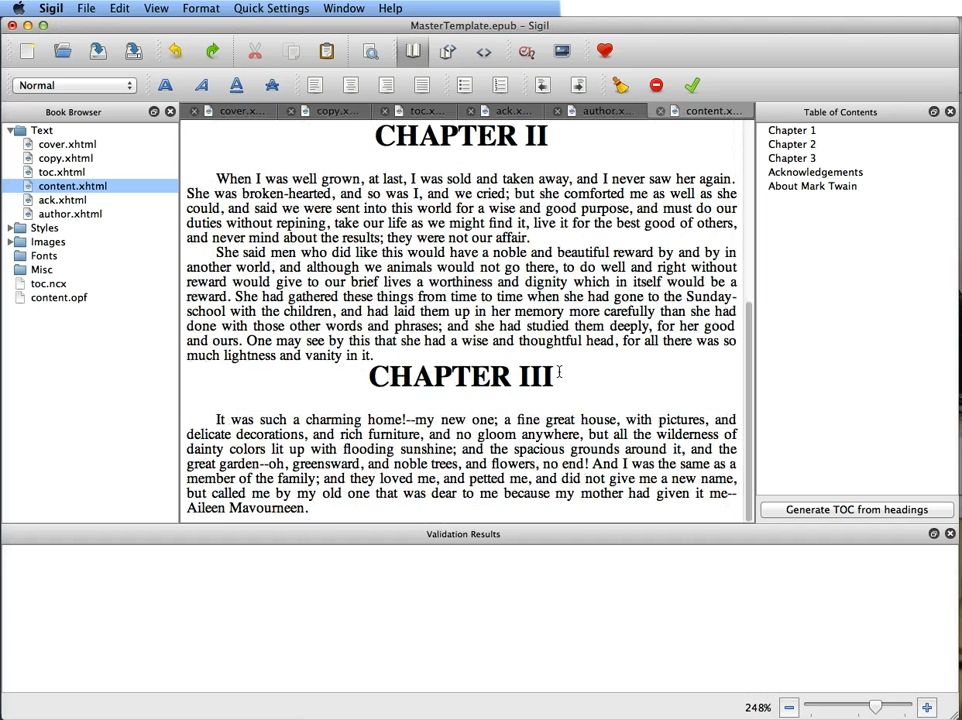 Sigil File Edit View Format Quick Settings Window Help
MasterTemplate.epub - Sigil
Normal
Book Browser
Text
cover.xhtml
copy.xhtml
toc.xhtml
content.xhtml
ack.xhtml
author.xhtml
Styles
Images
Fonts
Misc
toc.ncx
content.opf
cover.x... copy.x... toc.x... ack.x... author.x... content.x...
CHAPTER II
When I was well grown, at last, I was sold and taken away, and I never saw her again.
She was broken-hearted, and so was I, and we cried; but she comforted me as well as she
could, and said we were sent into this world for a wise and good purpose, and must do our
duties without repining, take our life as we might find it, live it for the best good of others,
and never mind about the results; they were not our affair.
She said men who did like this would have a noble and beautiful reward by and by in
another world, and although we animals would not go there, to do well and right without
reward would give to our brief lives a worthiness and dignity which in itself would be a
reward. She had gathered these things from time to time when she had gone to the Sunday-
school with the children, and had laid them up in her memory more carefully than she had
done with those other words and phrases; and she had studied them deeply, for her good
and ours. One may see by this that she had a wise and thoughtful head, for all there was so
much lightness and vanity in it.
CHAPTER III
It was such a charming home!--my new one; a fine great house, with pictures, and
delicate decorations, and rich furniture, and no gloom anywhere, but all the wilderness of
dainty colors lit up with flooding sunshine; and the spacious grounds around it, and the
great garden--oh, greensward, and noble trees, and flowers, no end! And I was the same as a
member of the family; and they loved me, and petted me, and did not give me a new name,
but called me by my old one that was dear to me because my mother had given it me--
Aileen Mavourneen.
Table of Contents
Chapter 1
Chapter 2
Chapter 3
Acknowledgements
About Mark Twain
Generate TOC from headings
Validation Results
248%